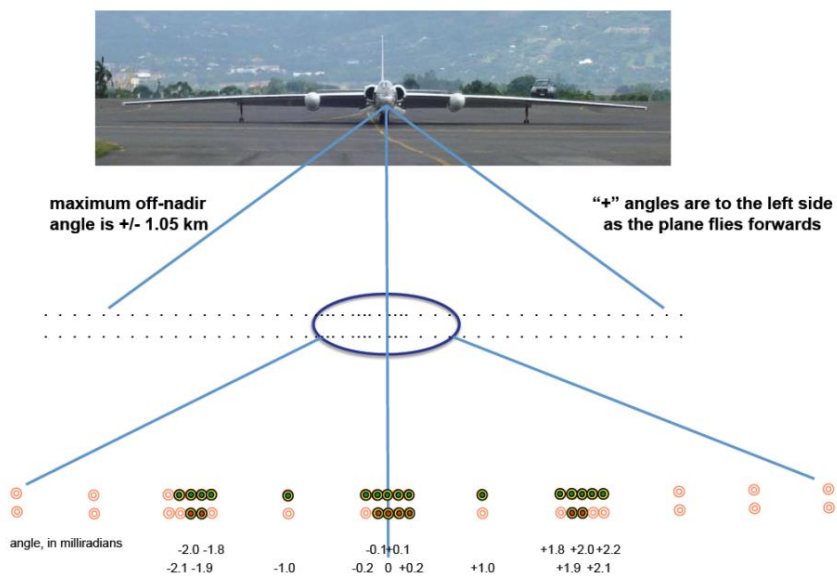 maximum off-nadir
angle is +/- 1.05 km
“+” angles are to the left side
as the plane flies forwards
angle, in milliradians
-2.0 -1.8 -0.1 +0.1 +1.8 +2.0 +2.2
-2.1 -1.9 -1.0 -0.2 0 +0.2 +1.0 +1.9 +2.1